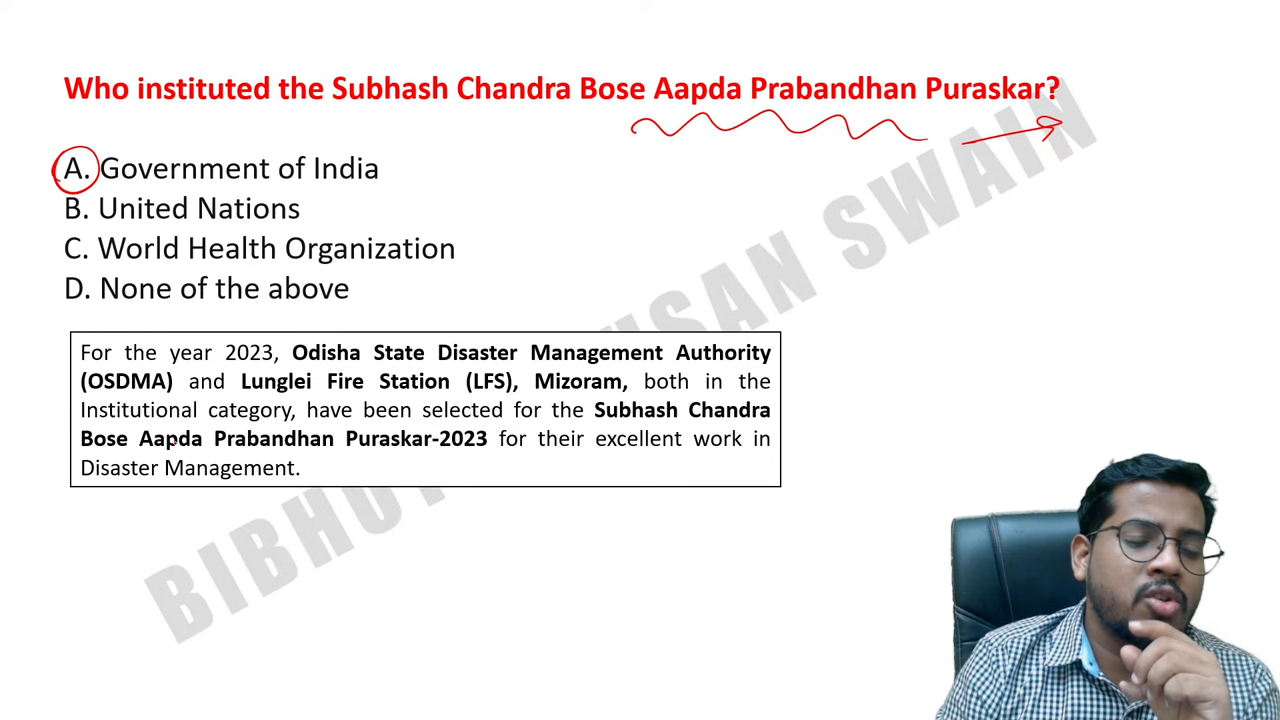 Who instituted the Subhash Chandra Bose Aapda Prabandhan Puraskar?
A. Government of India
B. United Nations
C. World Health Organization
D. None of the above
For the year 2023, Odisha State Disaster Management Authority
(OSDMA) and Lunglei Fire Station (LFS), Mizoram, both in the
Institutional category, have been selected for the Subhash Chandra
Bose Aapda Prabandhan Puraskar-2023 for their excellent work in
Disaster Management.
SWAIN